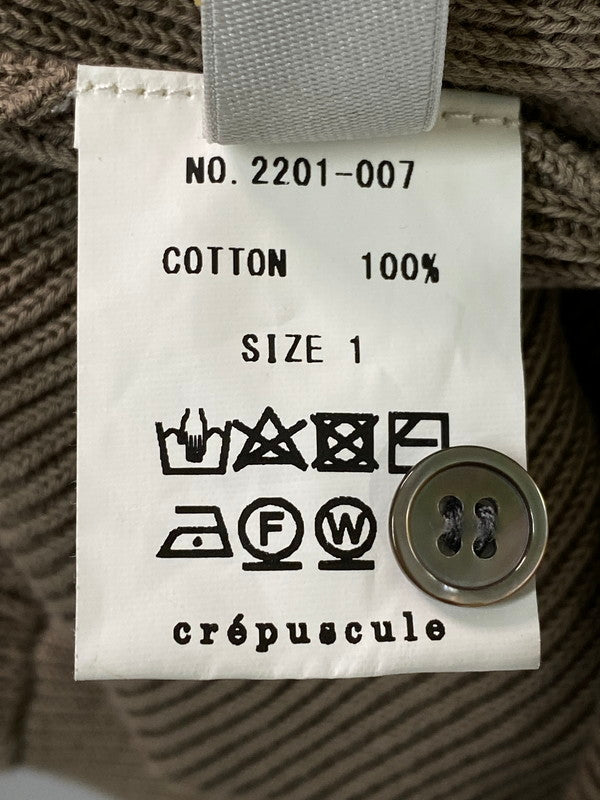 NO. 2201-007
COTTON 100%
SIZE 1
F W
crépuscule